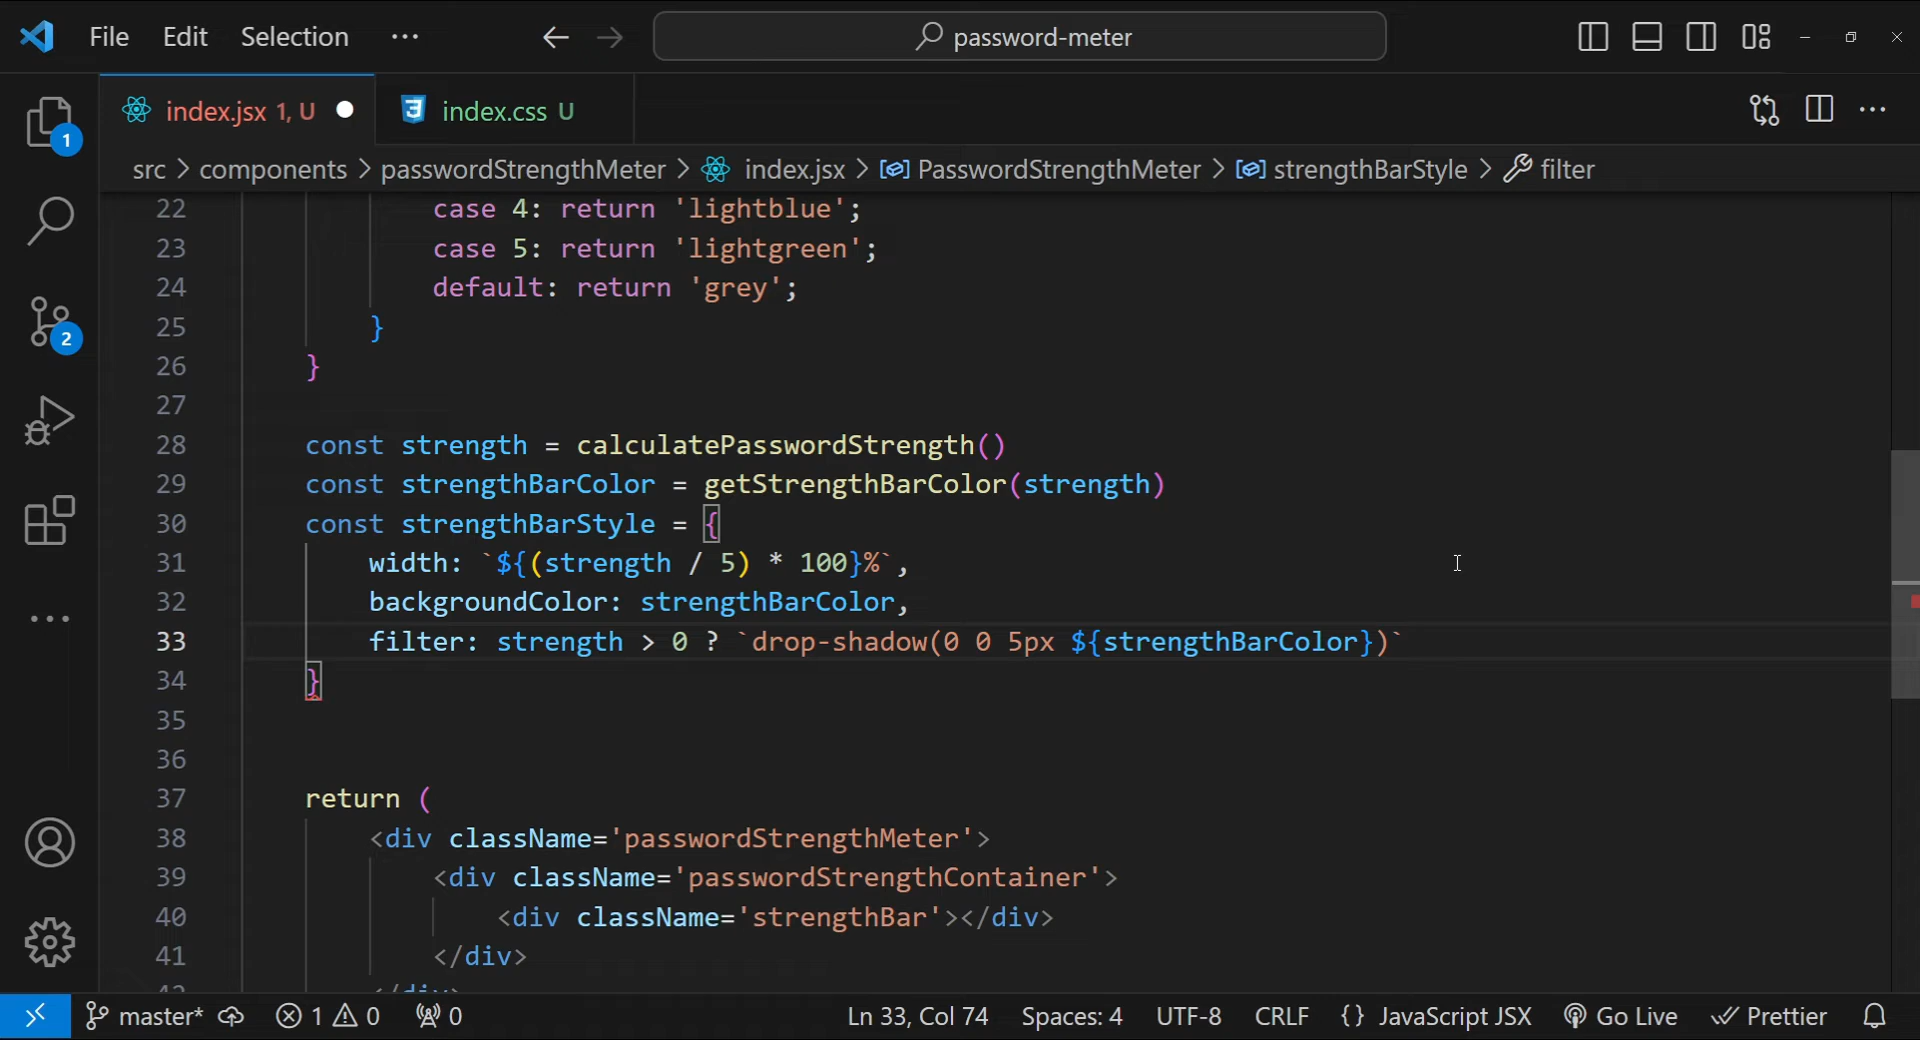 File Edit Selection ··· password-meter
index.jsx 1, U index.css U
src > components > passwordStrengthMeter > index.jsx > PasswordStrengthMeter > strengthBarStyle > filter
22 case 4: return 'lightblue';
23 case 5: return 'lightgreen';
24 default: return 'grey';
25 }
26 }
27
28 const strength = calculatePasswordStrength()
29 const strengthBarColor = getStrengthBarColor(strength)
30 const strengthBarStyle = {
31 width: `${(strength / 5) * 100}%`,
32 backgroundColor: strengthBarColor,
33 filter: strength > 0 ? `drop-shadow(0 0 5px ${strengthBarColor})`
34 }
35
36
37 return (
38 <div className='passwordStrengthMeter'>
39 <div className='passwordStrengthContainer'>
40 <div className='strengthBar'></div>
41 </div>
42 </div>
1
2
master* 1 0 0 Ln 33, Col 74 Spaces: 4 UTF-8 CRLF {} JavaScript JSX Go Live Prettier